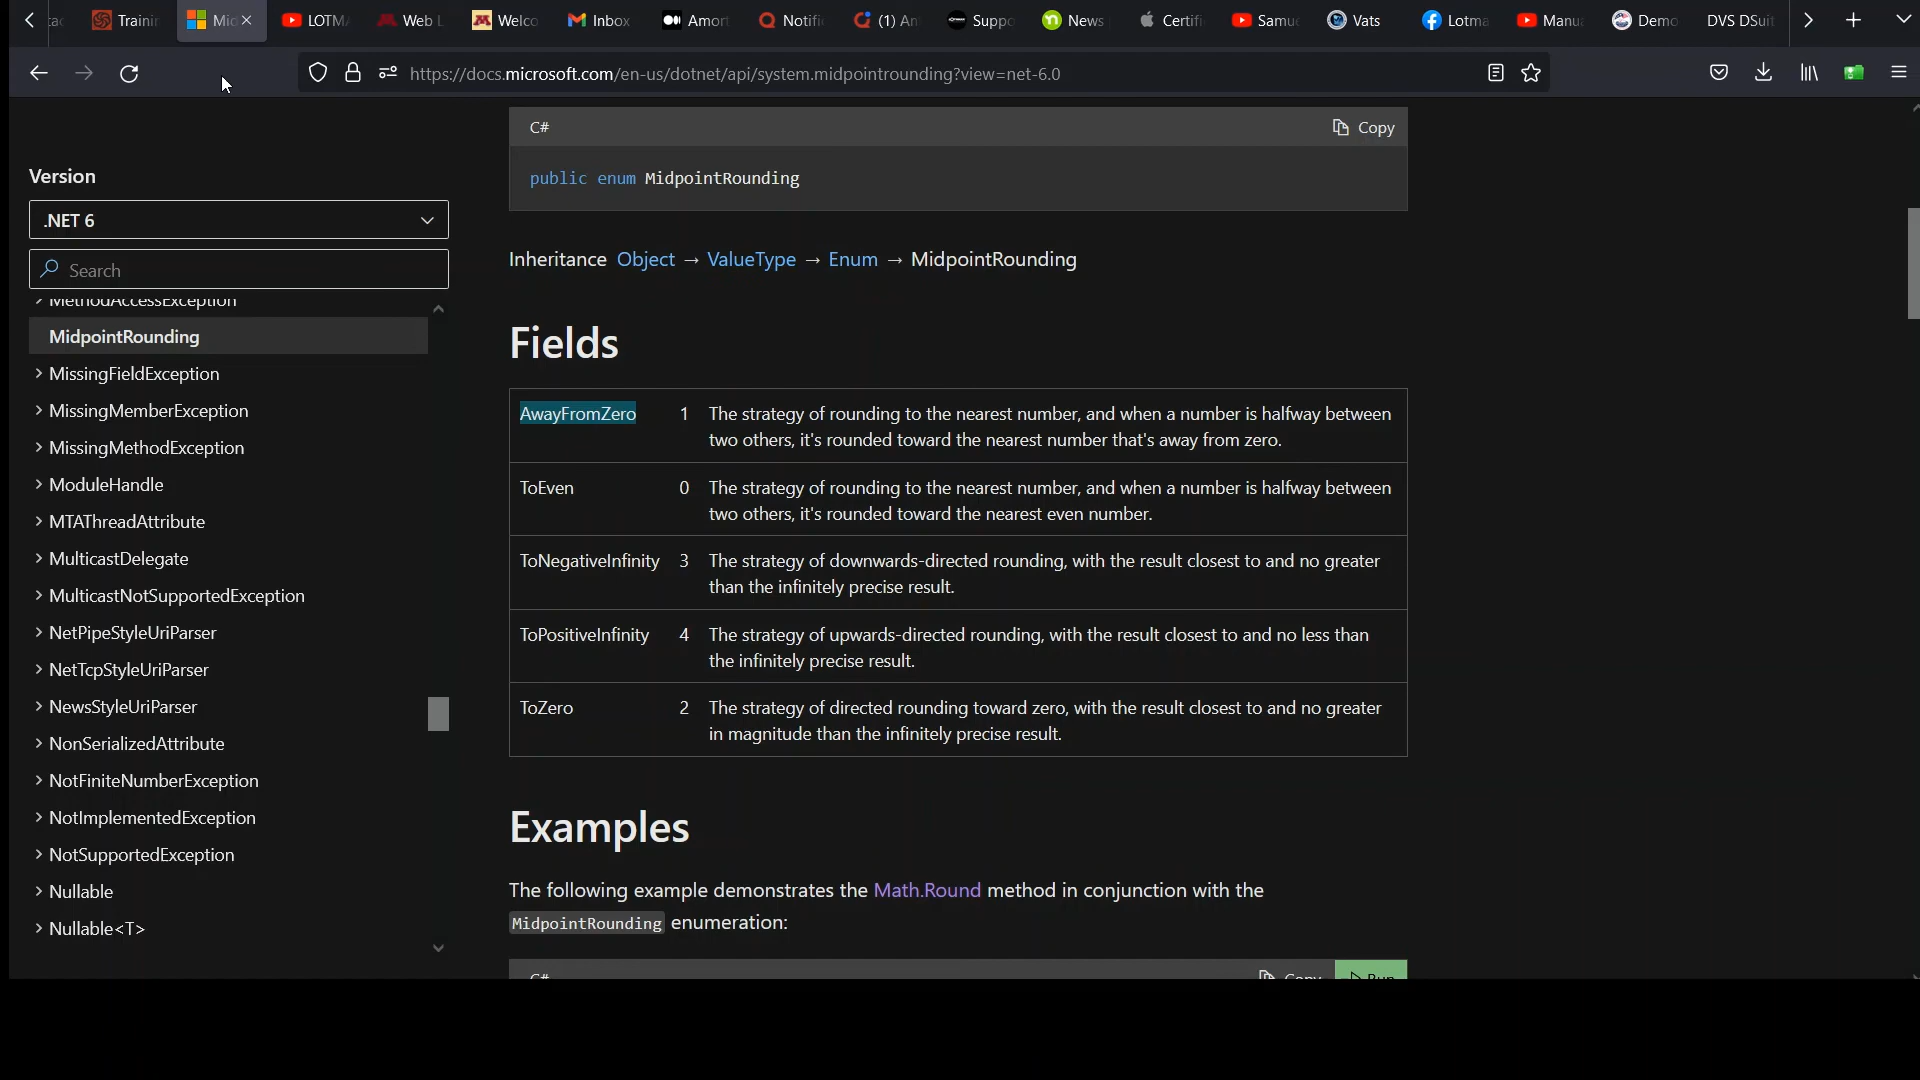 Trainin
Mid
LOTM
Web L
Welco
Inbox
Amor
Notifi
(1) An
Suppo
News
Certifi
Samu
Vats
Lotma
Manu
Demo
DVS DSuit
https://docs.microsoft.com/en-us/dotnet/api/system.midpointrounding?view=net-6.0
Version
.NET 6
Search
MethodAccessException
MidpointRounding
MissingFieldException
MissingMemberException
MissingMethodException
ModuleHandle
MTAThreadAttribute
MulticastDelegate
MulticastNotSupportedException
NetPipeStyleUriParser
NetTcpStyleUriParser
NewsStyleUriParser
NonSerializedAttribute
NotFiniteNumberException
NotImplementedException
NotSupportedException
Nullable
Nullable<T>
C# Copy
public enum MidpointRounding
Inheritance Object → ValueType → Enum → MidpointRounding
Fields
AwayFromZero 1 The strategy of rounding to the nearest number, and when a number is halfway between
two others, it's rounded toward the nearest number that's away from zero.
ToEven 0 The strategy of rounding to the nearest number, and when a number is halfway between
two others, it's rounded toward the nearest even number.
ToNegativeInfinity 3 The strategy of downwards-directed rounding, with the result closest to and no greater
than the infinitely precise result.
ToPositiveInfinity 4 The strategy of upwards-directed rounding, with the result closest to and no less than
the infinitely precise result.
ToZero 2 The strategy of directed rounding toward zero, with the result closest to and no greater
in magnitude than the infinitely precise result.
Examples
The following example demonstrates the Math.Round method in conjunction with the
MidpointRounding enumeration:
C# Copy Run